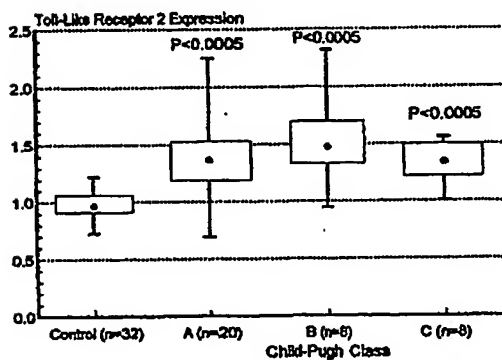 Toll-Like Receptor 2 Expression
2.5
P<0.0005
P<0.0005
2.0
P<0.0005
1.5
1.0
0.5
0.0
Control (n=32)
A (n=20)
B (n=8)
C (n=8)
Child-Pugh Class